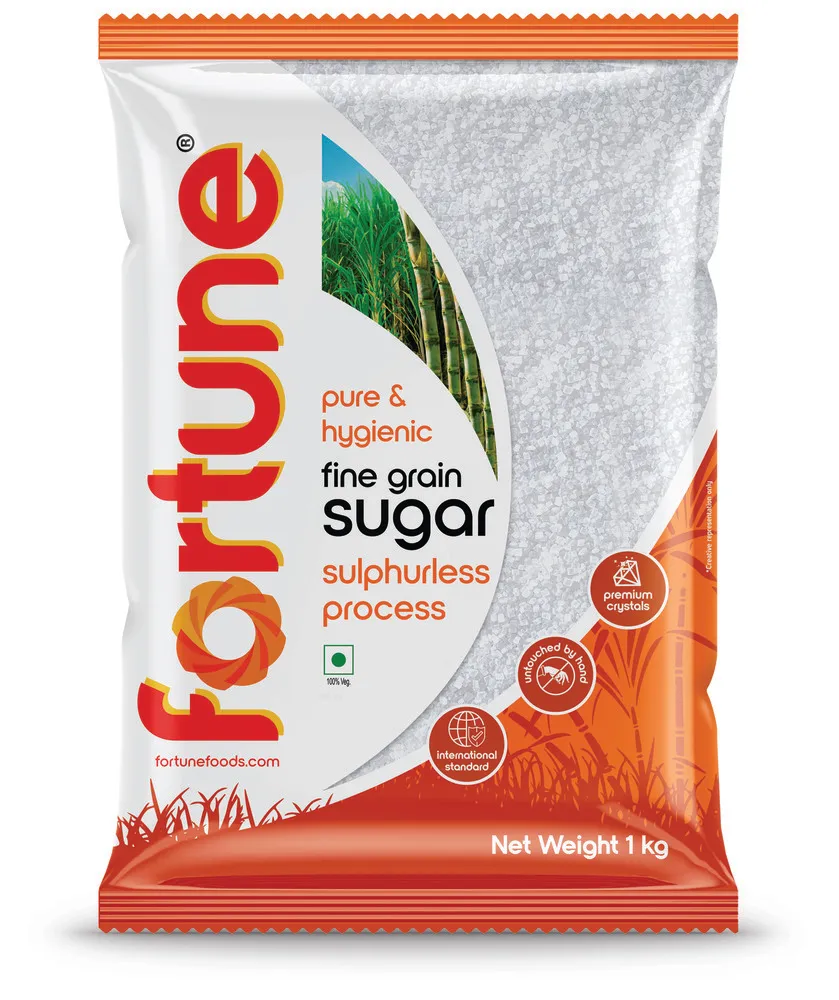 fortune®
pure &
hygienic
fine grain
sugar
sulphurless
process
100% Veg.
fortunefoods.com
premium
crystals
untouched by hand
international
standard
*Creative representation only
Net Weight 1 kg